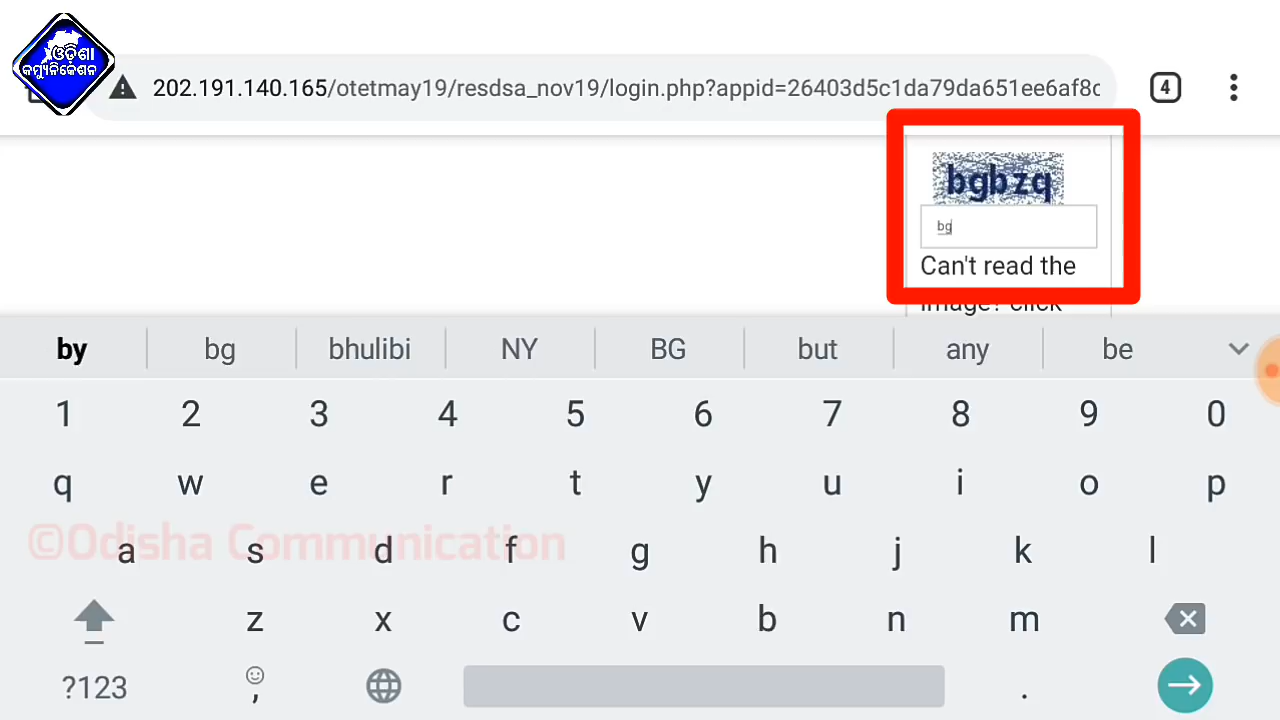 ଓଡ଼ିଶା
କମ୍ୟୁନିକେଶନ
202.191.140.165/otetmay19/resdsa_nov19/login.php?appid=26403d5c1da79da651ee6af8c
4
bgbzq
bg
Can't read the
image? click
by bg bhulibi NY BG but any be
1 2 3 4 5 6 7 8 9 0
q w e r t y u i o p
©Odisha Communication
a s d f g h j k l
z x c v b n m
?123 , .